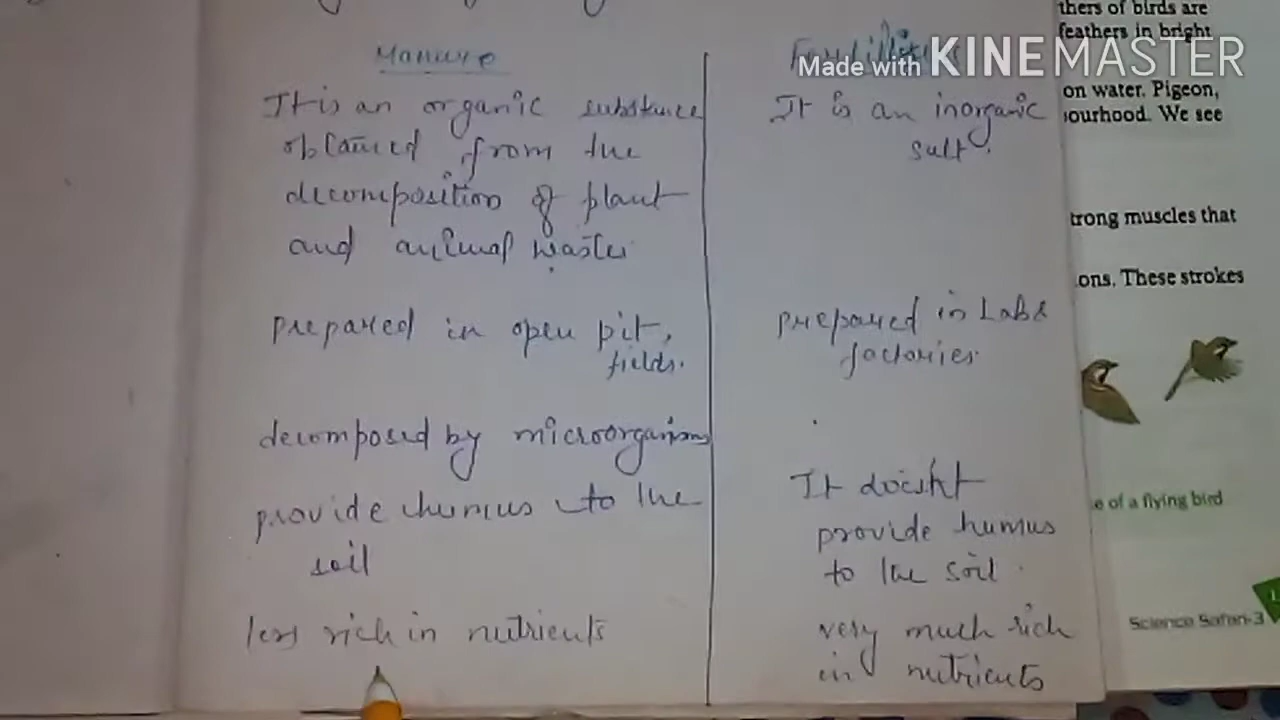 Manure
It is an organic substance
obtained from the
decomposition of plant
and animal waste
prepared in open pit,
fields.
decomposed by microorganisms
provide humus to the
soil
less rich in nutrients
Fertilizers
It is an inorganic
salt.
prepared in Labs
factories.
It doesn't
provide humus
to the soil.
very much rich
in nutrients
Made with KINEMASTER
thers of birds are
feathers in bright
on water. Pigeon,
ourhood. We see
trong muscles that
ons. These strokes
e of a flying bird
Science Safari-3